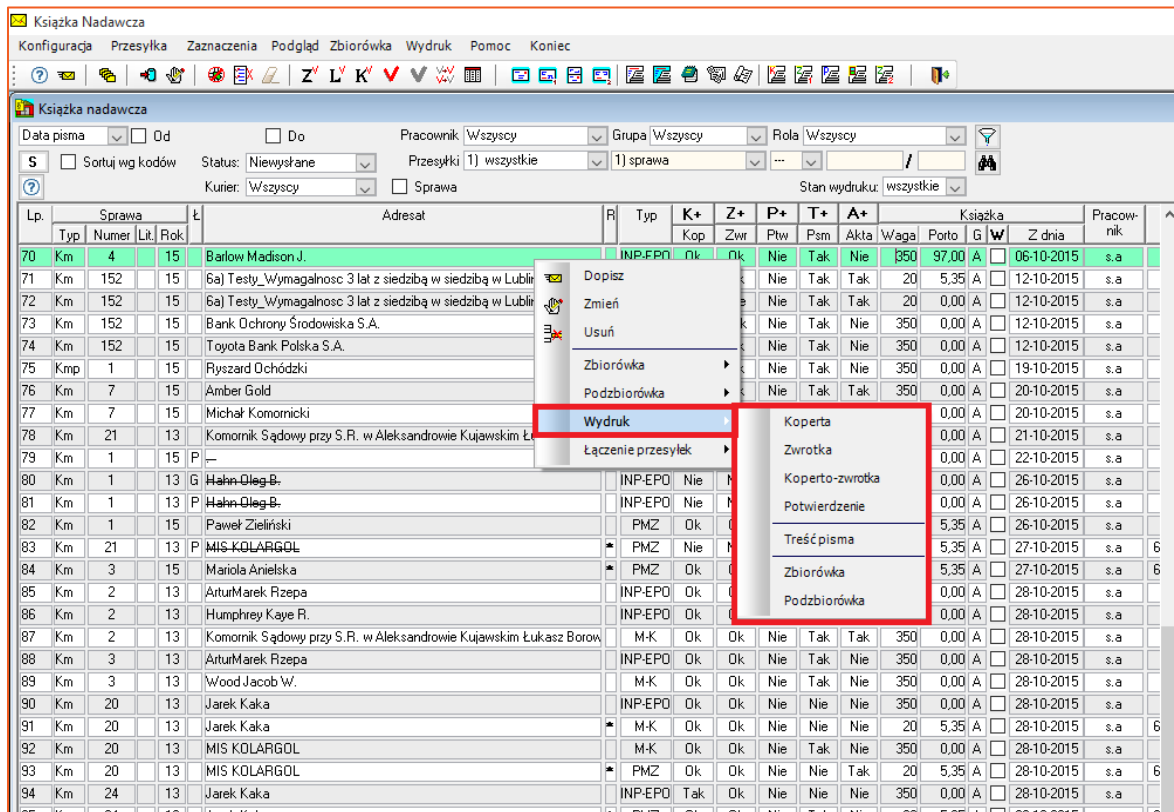 Książka Nadawcza
Konfiguracja Przesyłka Zaznaczenia Podgląd Zbiorówka Wydruk Pomoc Koniec
Książka nadawcza
Data pisma Od Do Pracownik Wszyscy Grupa Wszyscy Rola Wszyscy
S Sortuj wg kodów Status: Niewysłane Przesyłki 1) wszystkie 1) sprawa --- /
Kurier: Wszyscy Sprawa Stan wydruku: wszystkie
Lp. Sprawa Ł Adresat R Typ K+ Z+ P+ T+ A+ Książka Pracow-
Typ Numer Lit. Rok Kop Zwr Ptw Psm Akta Waga Porto G W Z dnia nik
70 Km 4 15 Barlow Madison J. INP-EPO Ok Ok Nie Tak Nie 350 97,00 A 06-10-2015 s.a
71 Km 152 15 6a) Testy_Wymagalnosc 3 lat z siedzibą w siedzibą w Lublin Nie Tak Tak 20 5,35 A 12-10-2015 s.a
72 Km 152 15 6a) Testy_Wymagalnosc 3 lat z siedzibą w siedzibą w Lublin Nie Tak Tak 20 0,00 A 12-10-2015 s.a
73 Km 152 15 Bank Ochrony Środowiska S.A. Nie Tak Nie 350 0,00 A 12-10-2015 s.a
74 Km 152 15 Toyota Bank Polska S.A. Nie Tak Nie 350 0,00 A 12-10-2015 s.a
75 Kmp 1 15 Ryszard Ochódzki Nie Tak Nie 350 0,00 A 19-10-2015 s.a
76 Km 7 15 Amber Gold Nie Tak Tak 350 0,00 A 20-10-2015 s.a
77 Km 7 15 Michał Komornicki 0,00 A 20-10-2015 s.a
78 Km 21 13 Komornik Sądowy przy S.R. w Aleksandrowie Kujawskim Łu 0,00 A 21-10-2015 s.a
79 Km 1 15 P -- 0,00 A 22-10-2015 s.a
80 Km 1 13 G Hahn Oleg B. INP-EPO Nie 0,00 A 26-10-2015 s.a
81 Km 1 13 P Hahn Oleg B. INP-EPO Nie 0,00 A 26-10-2015 s.a
82 Km 1 15 Paweł Zieliński PMZ Ok 5,35 A 26-10-2015 s.a
83 Km 21 13 P MIS KOLARGOL * PMZ Nie 5,35 A 27-10-2015 s.a 6
84 Km 3 15 Mariola Anielska * PMZ Ok 5,35 A 27-10-2015 s.a 6
85 Km 2 13 ArturMarek Rzepa INP-EPO Ok 0,00 A 28-10-2015 s.a
86 Km 2 13 Humphrey Kaye R. INP-EPO Ok 0,00 A 28-10-2015 s.a
87 Km 2 13 Komornik Sądowy przy S.R. w Aleksandrowie Kujawskim Łukasz Borow M-K Ok Ok Nie Tak Tak 350 0,00 A 28-10-2015 s.a
88 Km 3 13 ArturMarek Rzepa INP-EPO Ok Ok Nie Tak Nie 350 0,00 A 28-10-2015 s.a
89 Km 3 13 Wood Jacob W. M-K Ok Ok Nie Tak Nie 350 0,00 A 28-10-2015 s.a
90 Km 20 13 Jarek Kaka INP-EPO Ok Ok Nie Tak Nie 350 0,00 A 28-10-2015 s.a
91 Km 20 13 Jarek Kaka * M-K Ok Ok Nie Nie Nie 20 5,35 A 28-10-2015 s.a 6
92 Km 20 13 MIS KOLARGOL M-K Ok Ok Nie Tak Nie 350 0,00 A 28-10-2015 s.a
93 Km 20 13 MIS KOLARGOL * PMZ Ok Ok Nie Nie Tak 20 5,35 A 28-10-2015 s.a 6
94 Km 24 13 Jarek Kaka INP-EPO Tak Ok Nie Tak Nie 350 0,00 A 28-10-2015 s.a
Dopisz
Zmień
Usuń
Zbiorówka
Podzbiorówka
Wydruk
Łączenie przesyłek
Koperta
Zwrotka
Koperto-zwrotka
Potwierdzenie
Treść pisma
Zbiorówka
Podzbiorówka